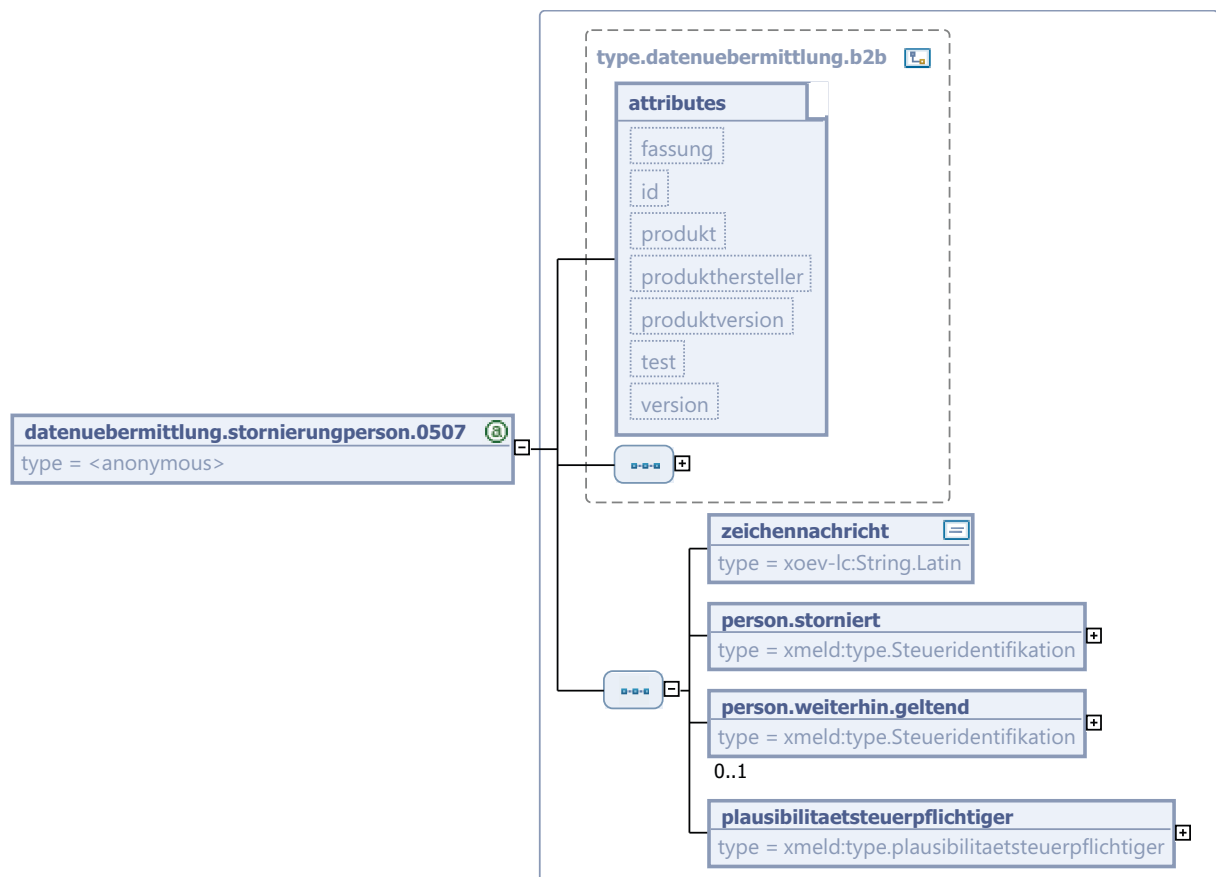 type.datenuebermittlung.b2b
attributes
fassung
id
produkt
produkthersteller
produktversion
test
version
datenuebermittlung.stornierungperson.0507
a
type = <anonymous>
zeichennachricht
type = xoev-lc:String.Latin
person.storniert
type = xmeld:type.Steueridentifikation
person.weiterhin.geltend
type = xmeld:type.Steueridentifikation
0..1
plausibilitaetsteuerpflichtiger
type = xmeld:type.plausibilitaetsteuerpflichtiger